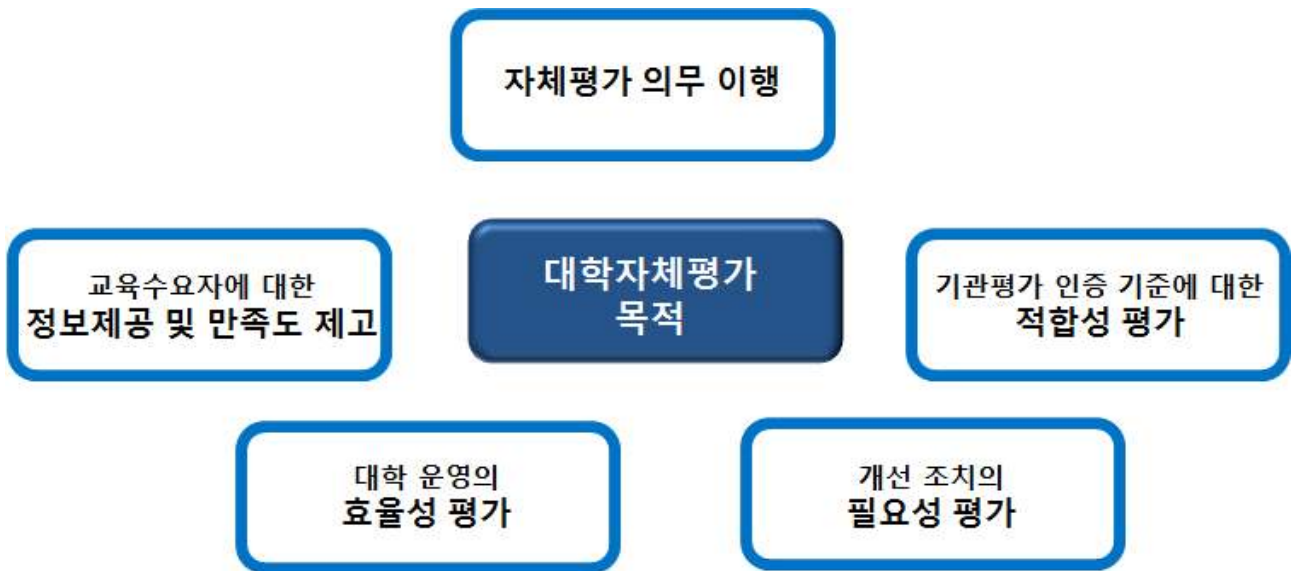 자체평가 의무 이행
대학자체평가
목적
교육수요자에 대한
정보제공 및 만족도 제고
기관평가 인증 기준에 대한
적합성 평가
대학 운영의
효율성 평가
개선 조치의
필요성 평가